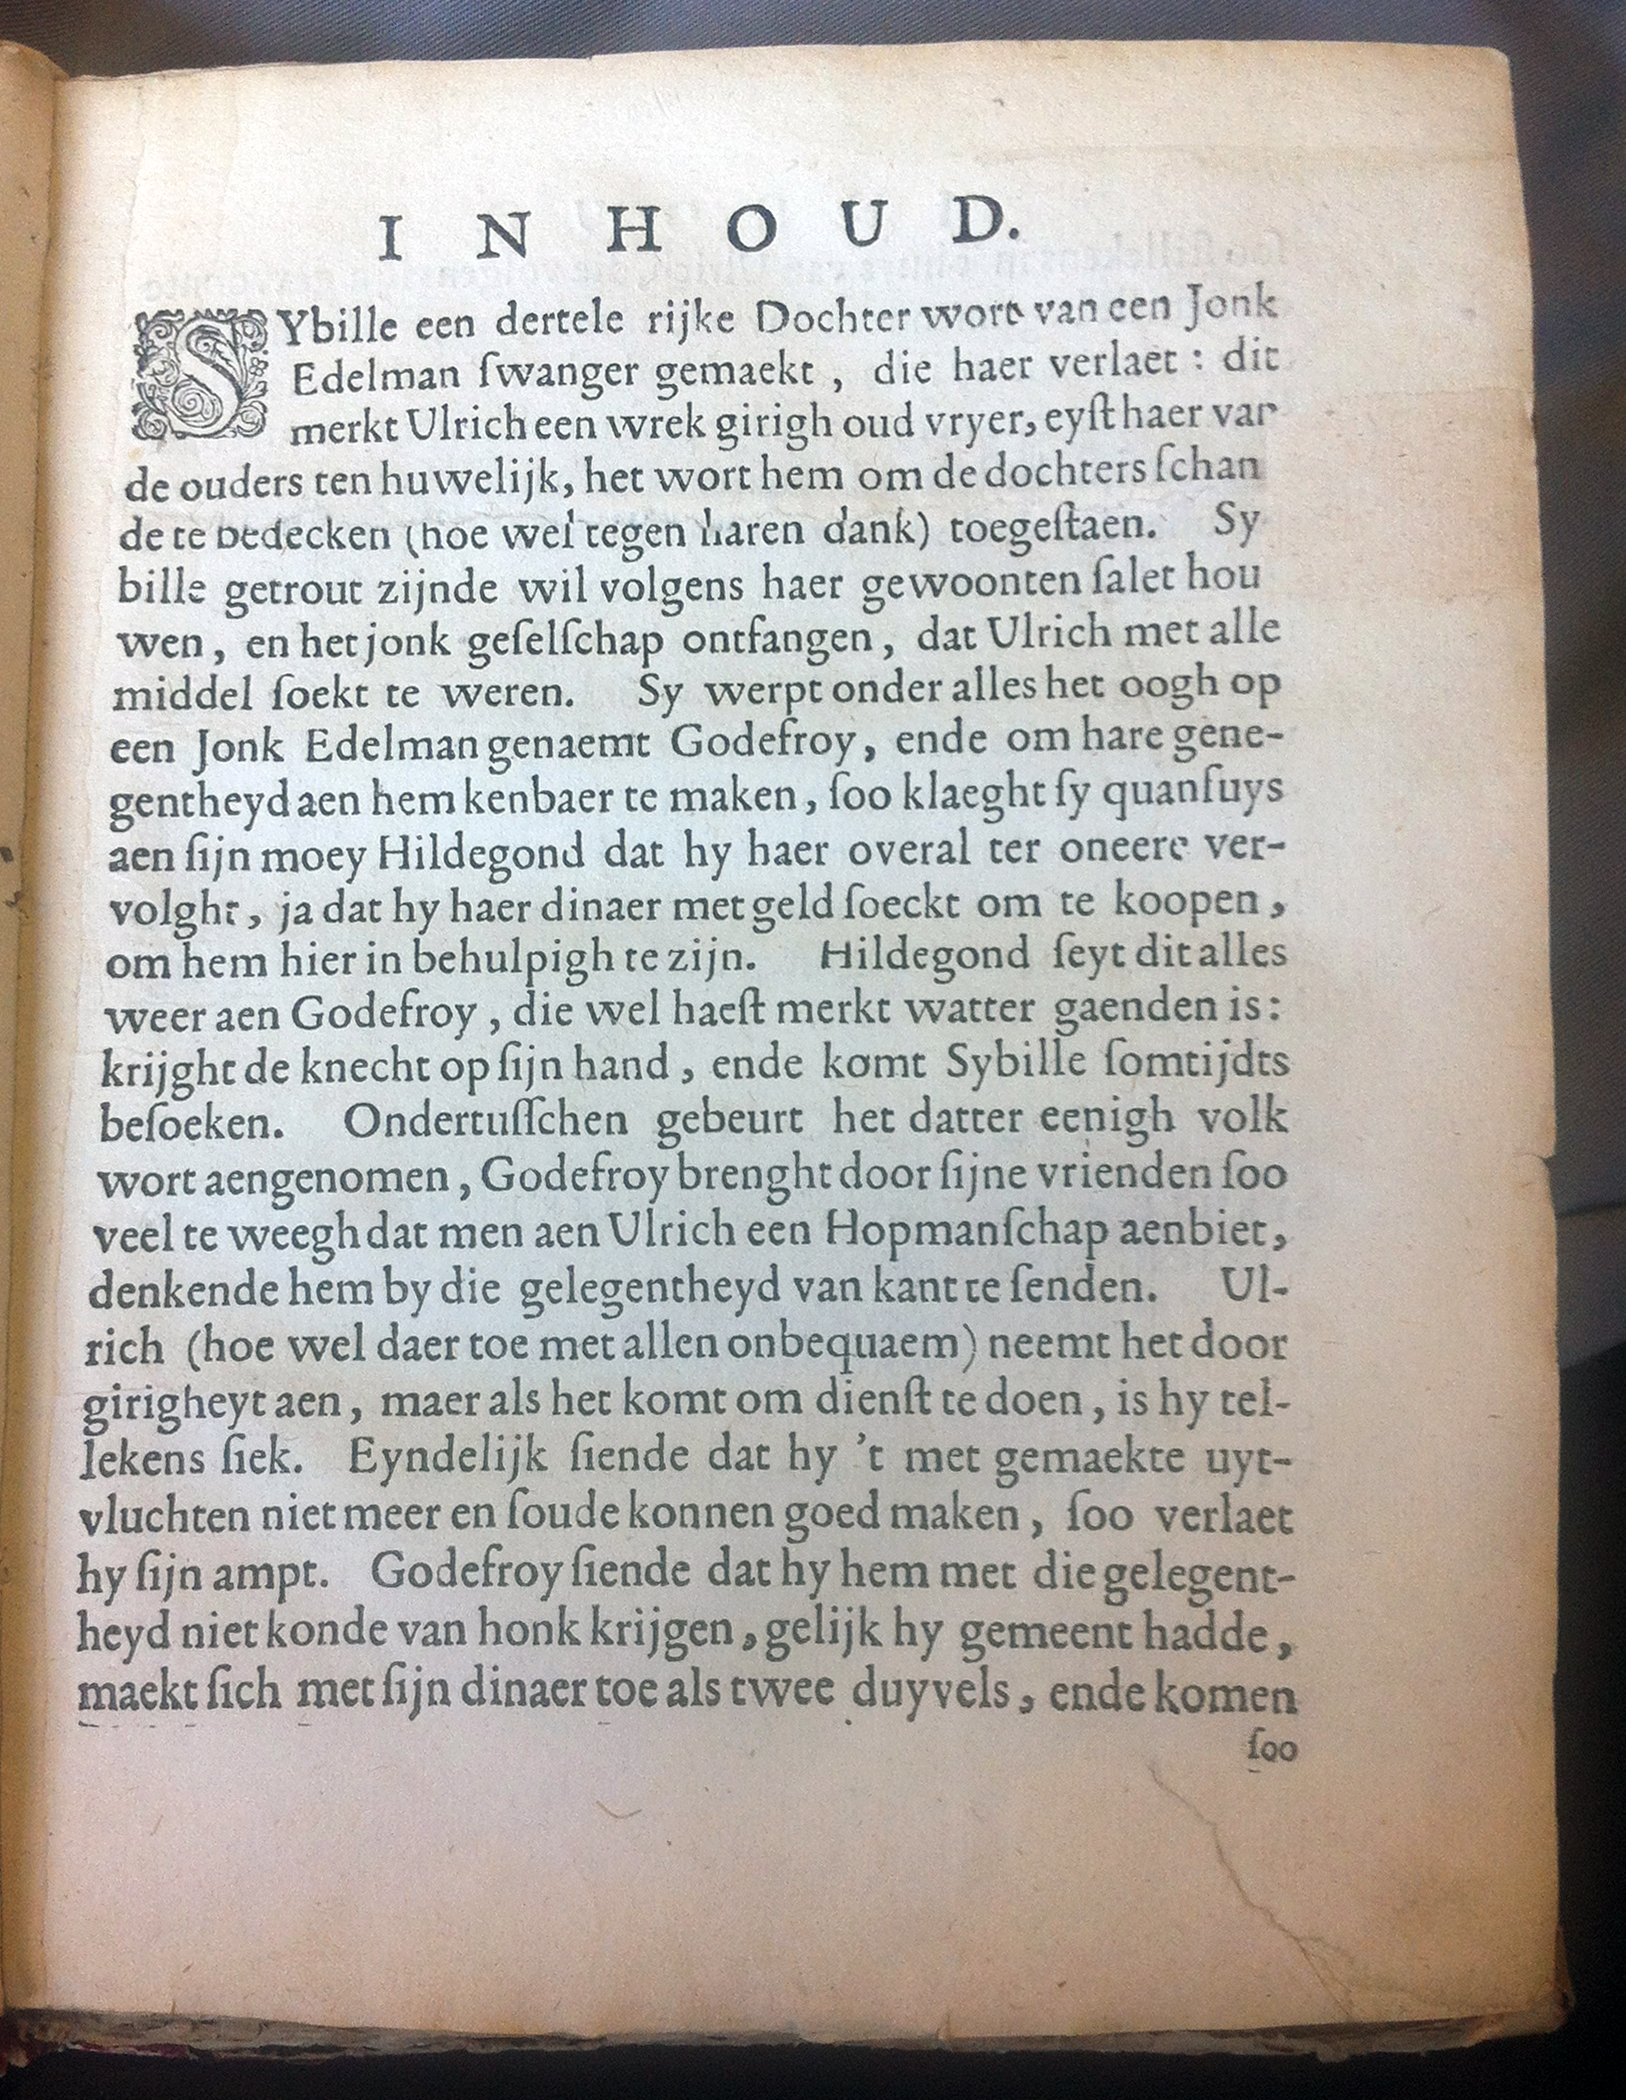 INHOUD.
SYbille een dertele rijke Dochter wort van een Jonk
Edelman ſwanger gemaekt, die haer verlaet: dit
merkt Ulrich een wrek girigh oud vryer, eyſt haer van
de ouders ten huwelijk, het wort hem om de dochters ſchan
de te bedecken (hoe wel tegen haren dank) toegeſtaen. Sy
bille getrout zijnde wil volgens haer gewoonten ſalet hou
wen, en het jonk geſelſchap ontfangen, dat Ulrich met alle
middel ſoekt te weren. Sy werpt onder alles het oogh op
een Jonk Edelman genaemt Godefroy, ende om hare gene-
gentheyd aen hem kenbaer te maken, ſoo klaeght ſy quanſuys
aen ſijn moey Hildegond dat hy haer overal ter oneere ver-
volght, ja dat hy haer dinaer met geld ſoeckt om te koopen,
om hem hier in behulpigh te zijn. Hildegond ſeyt dit alles
weer aen Godefroy, die wel haeſt merkt watter gaenden is:
krijght de knecht op ſijn hand, ende komt Sybille ſomtijdts
beſoeken. Ondertuſſchen gebeurt het datter eenigh volk
wort aengenomen, Godefroy brenght door ſijne vrienden ſoo
veel te weegh dat men aen Ulrich een Hopmanſchap aenbiet,
denkende hem by die gelegentheyd van kant te ſenden. Ul-
rich (hoe wel daer toe met allen onbequaem) neemt het door
girigheyt aen, maer als het komt om dienſt te doen, is hy tel-
lekens ſiek. Eyndelijk ſiende dat hy 't met gemaekte uyt-
vluchten niet meer en ſoude konnen goed maken, ſoo verlaet
hy ſijn ampt. Godefroy ſiende dat hy hem met die gelegent-
heyd niet konde van honk krijgen, gelijk hy gemeent hadde,
maekt ſich met ſijn dinaer toe als twee duyvels, ende komen
ſoo